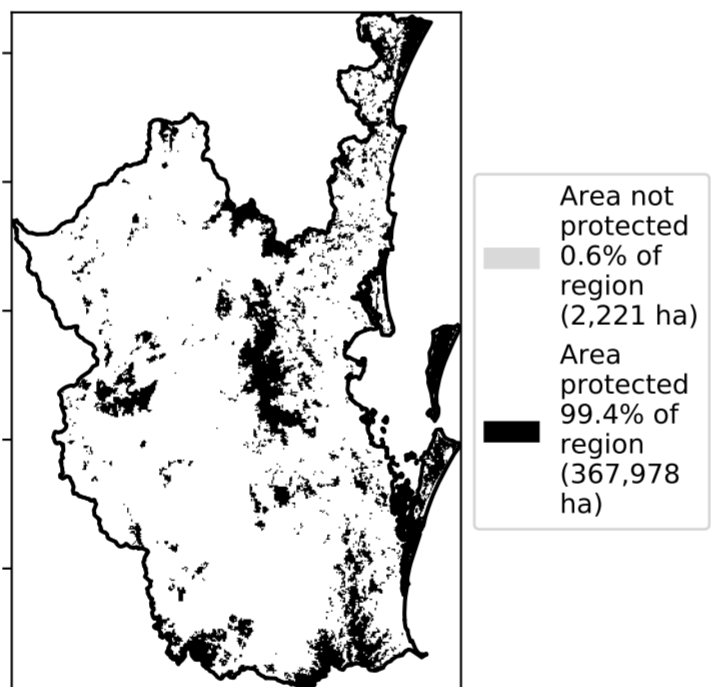 Area not
protected
0.6% of
region
(2,221 ha)
Area
protected
99.4% of
region
(367,978
ha)